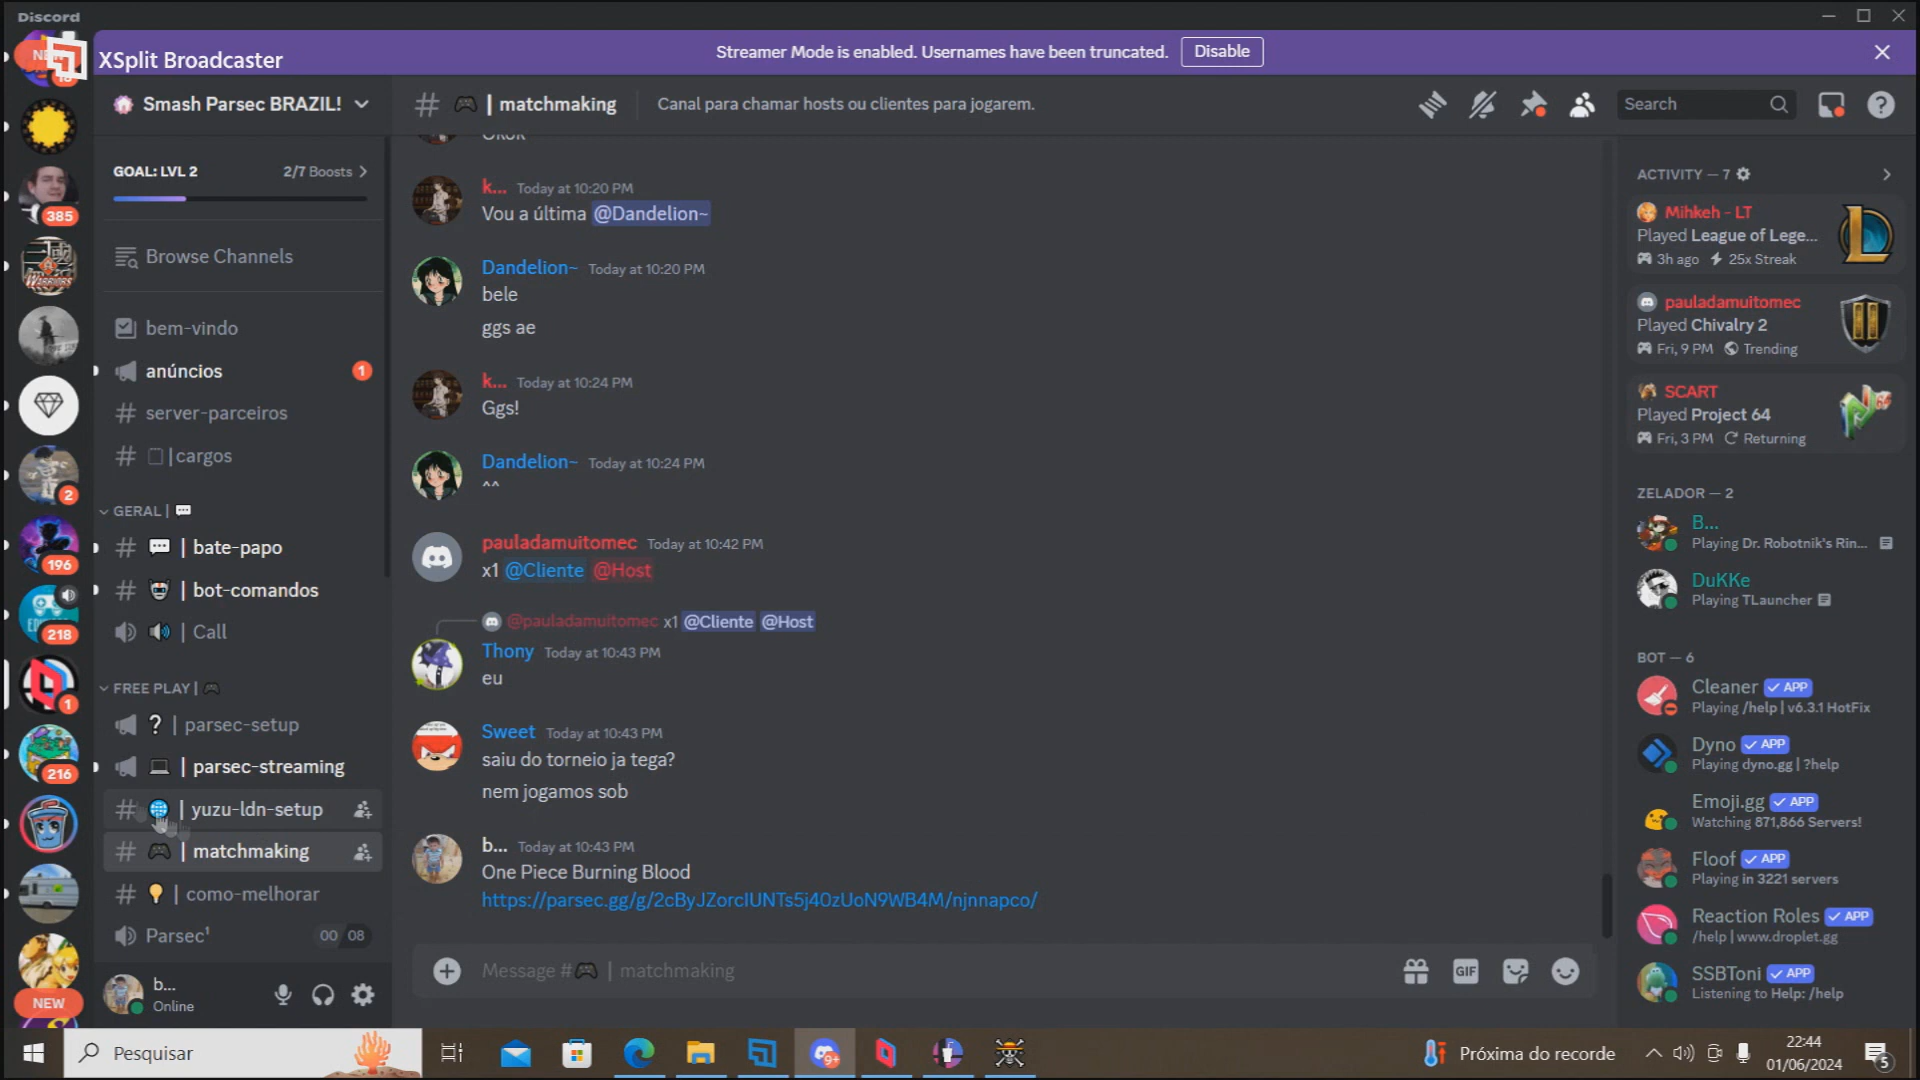 Discord
XSplit Broadcaster
Streamer Mode is enabled. Usernames have been truncated.
Disable
Smash Parsec BRAZIL!
GOAL: LVL 2
2/7 Boosts
Browse Channels
bem-vindo
anúncios
1
server-parceiros
|cargos
GERAL |
| bate-papo
| bot-comandos
Call
FREE PLAY |
? | parsec-setup
| parsec-streaming
| yuzu-ldn-setup
| matchmaking
| como-melhorar
Parsec¹
00 08
b...
Online
385
2
196
218
1
216
NEW
# | matchmaking
Canal para chamar hosts ou clientes para jogarem.
Search
k... Today at 10:20 PM
Vou a última @Dandelion~
Dandelion~ Today at 10:20 PM
bele
ggs ae
k... Today at 10:24 PM
Ggs!
Dandelion~ Today at 10:24 PM
^^
pauladamuitomec Today at 10:42 PM
x1 @Cliente @Host
@pauladamuitomec x1 @Cliente @Host
Thony Today at 10:43 PM
eu
Sweet Today at 10:43 PM
saiu do torneio ja tega?
nem jogamos sob
b... Today at 10:43 PM
One Piece Burning Blood
https://parsec.gg/g/2cByJZorclUNTs5j40zUoN9WB4M/njnnapco/
Message # | matchmaking
GIF
ACTIVITY — 7
Mihkeh - LT
Played League of Lege...
3h ago 25x Streak
pauladamuitomec
Played Chivalry 2
Fri, 9 PM Trending
SCART
Played Project 64
Fri, 3 PM Returning
ZELADOR — 2
B...
Playing Dr. Robotnik's Rin...
DuKKe
Playing TLauncher
BOT — 6
Cleaner ✓ APP
Playing /help | v6.3.1 HotFix
Dyno ✓ APP
Playing dyno.gg | ?help
Emoji.gg ✓ APP
Watching 871,866 Servers!
Floof ✓ APP
Playing in 3221 servers
Reaction Roles ✓ APP
/help | www.droplet.gg
SSBToni ✓ APP
Listening to Help: /help
Pesquisar
9+
Próxima do recorde
22:44
01/06/2024
5